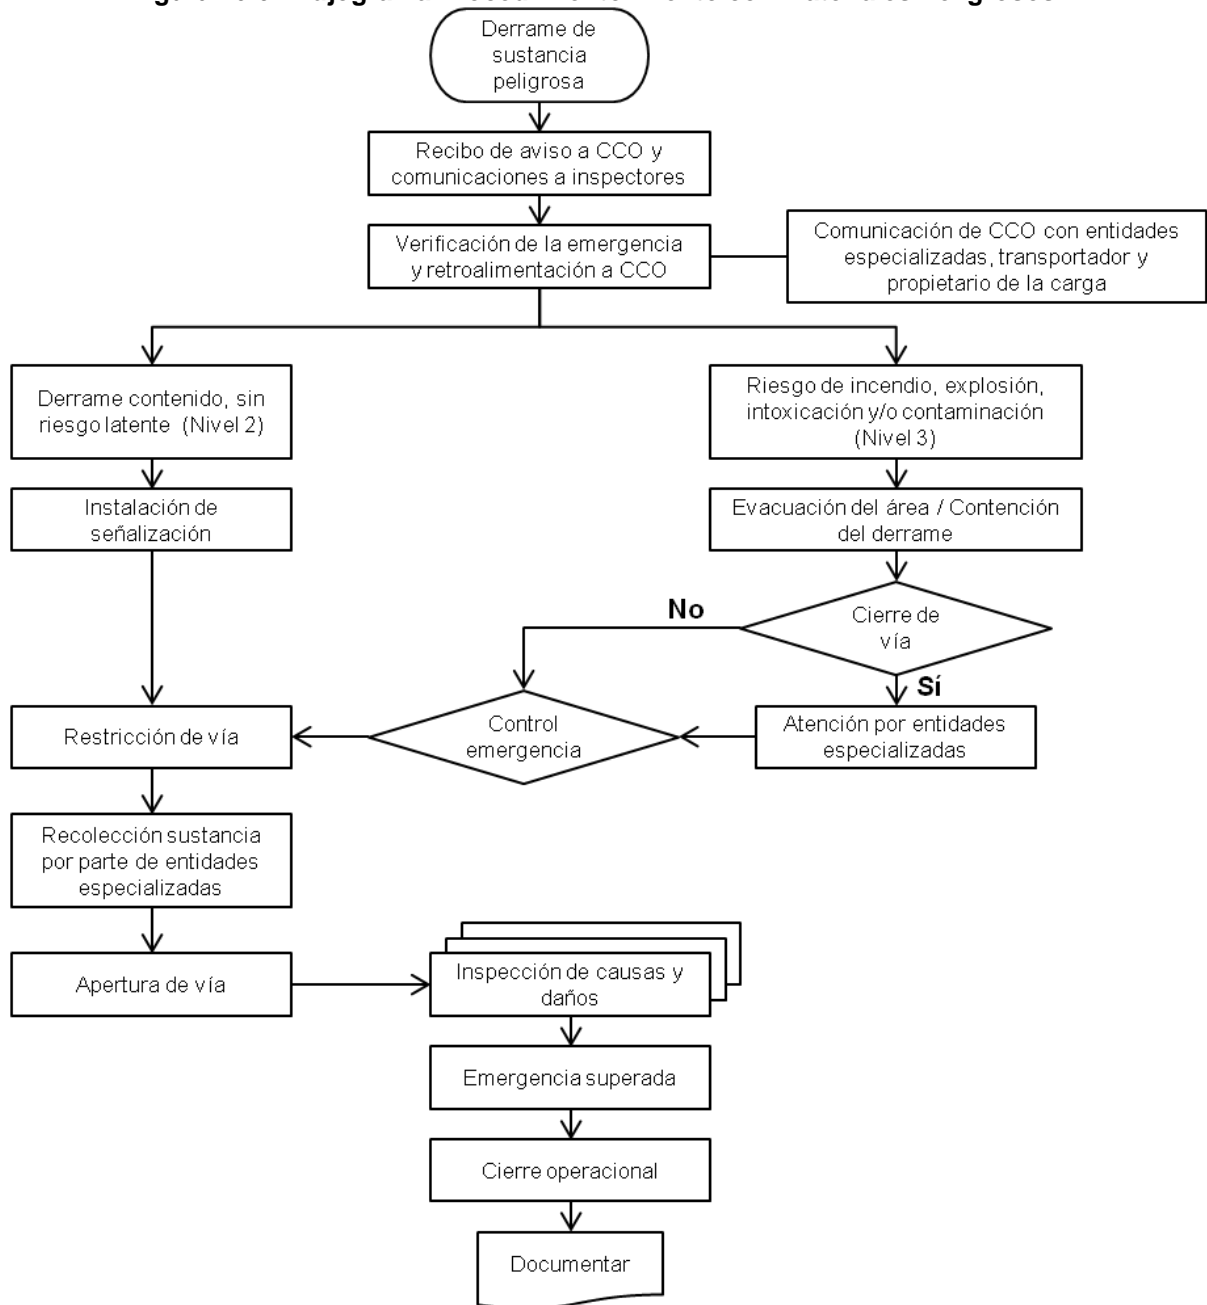 Derrame de
sustancia
peligrosa
Recibo de aviso a CCO y
comunicaciones a inspectores
Verificación de la emergencia
y retroalimentación a CCO
Comunicación de CCO con entidades
especializadas, transportador y
propietario de la carga
Derrame contenido, sin
riesgo latente (Nivel 2)
Riesgo de incendio, explosión,
intoxicación y/o contaminación
(Nivel 3)
Instalación de
señalización
Evacuación del área / Contención
del derrame
No
Cierre de
vía
Sí
Restricción de vía
Control
emergencia
Atención por entidades
especializadas
Recolección sustancia
por parte de entidades
especializadas
Apertura de vía
Inspección de causas y
daños
Emergencia superada
Cierre operacional
Documentar